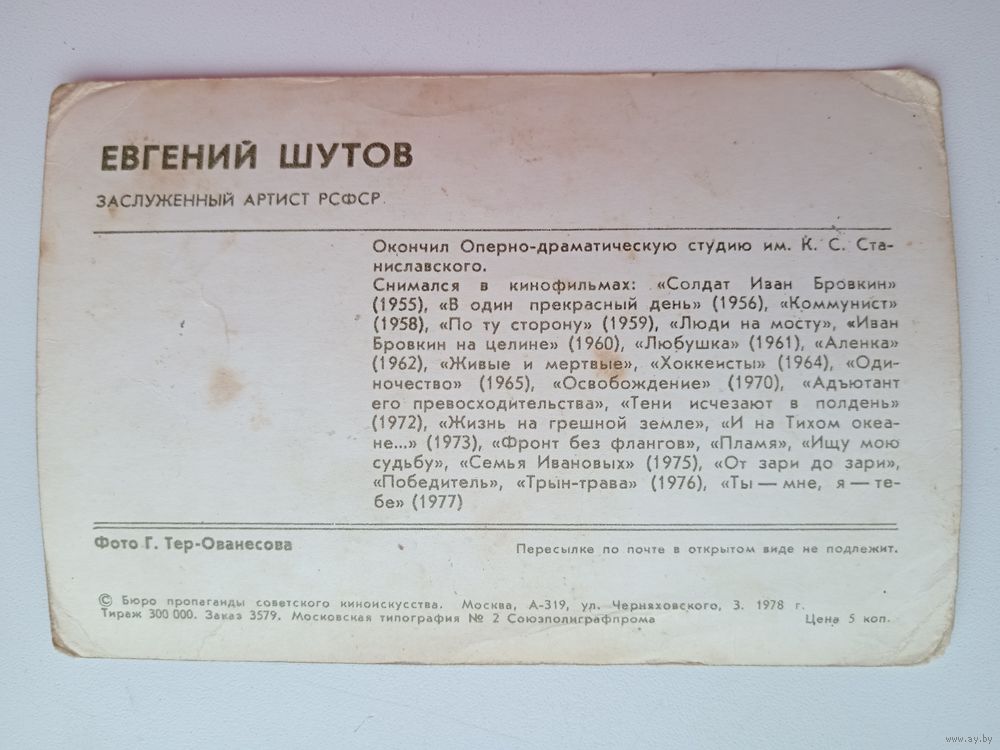 ЕВГЕНИЙ ШУТОВ
ЗАСЛУЖЕННЫЙ АРТИСТ РСФСР
Окончил Оперно-драматическую студию им. К. С. Ста-
ниславского.
Снимался в кинофильмах: «Солдат Иван Бровкин»
(1955), «В один прекрасный день» (1956), «Коммунист»
(1958), «По ту сторону» (1959), «Люди на мосту», «Иван
Бровкин на целине» (1960), «Любушка» (1961), «Аленка»
(1962), «Живые и мертвые», «Хоккеисты» (1964), «Оди-
ночество» (1965), «Освобождение» (1970), «Адъютант
его превосходительства», «Тени исчезают в полдень»
(1972), «Жизнь на грешной земле», «И на Тихом океа-
не...» (1973), «Фронт без флангов», «Пламя», «Ищу мою
судьбу», «Семья Ивановых» (1975), «От зари до зари»,
«Победитель», «Трын-трава» (1976), «Ты — мне, я — те-
бе» (1977)
Фото Г. Тер-Ованесова
Пересылке по почте в открытом виде не подлежит.
© Бюро пропаганды советского киноискусства. Москва, А-319, ул. Черняховского, 3. 1978 г.
Тираж 300 000. Заказ 3579. Московская типография № 2 Союзполиграфпрома Цена 5 коп.
www.ay.by